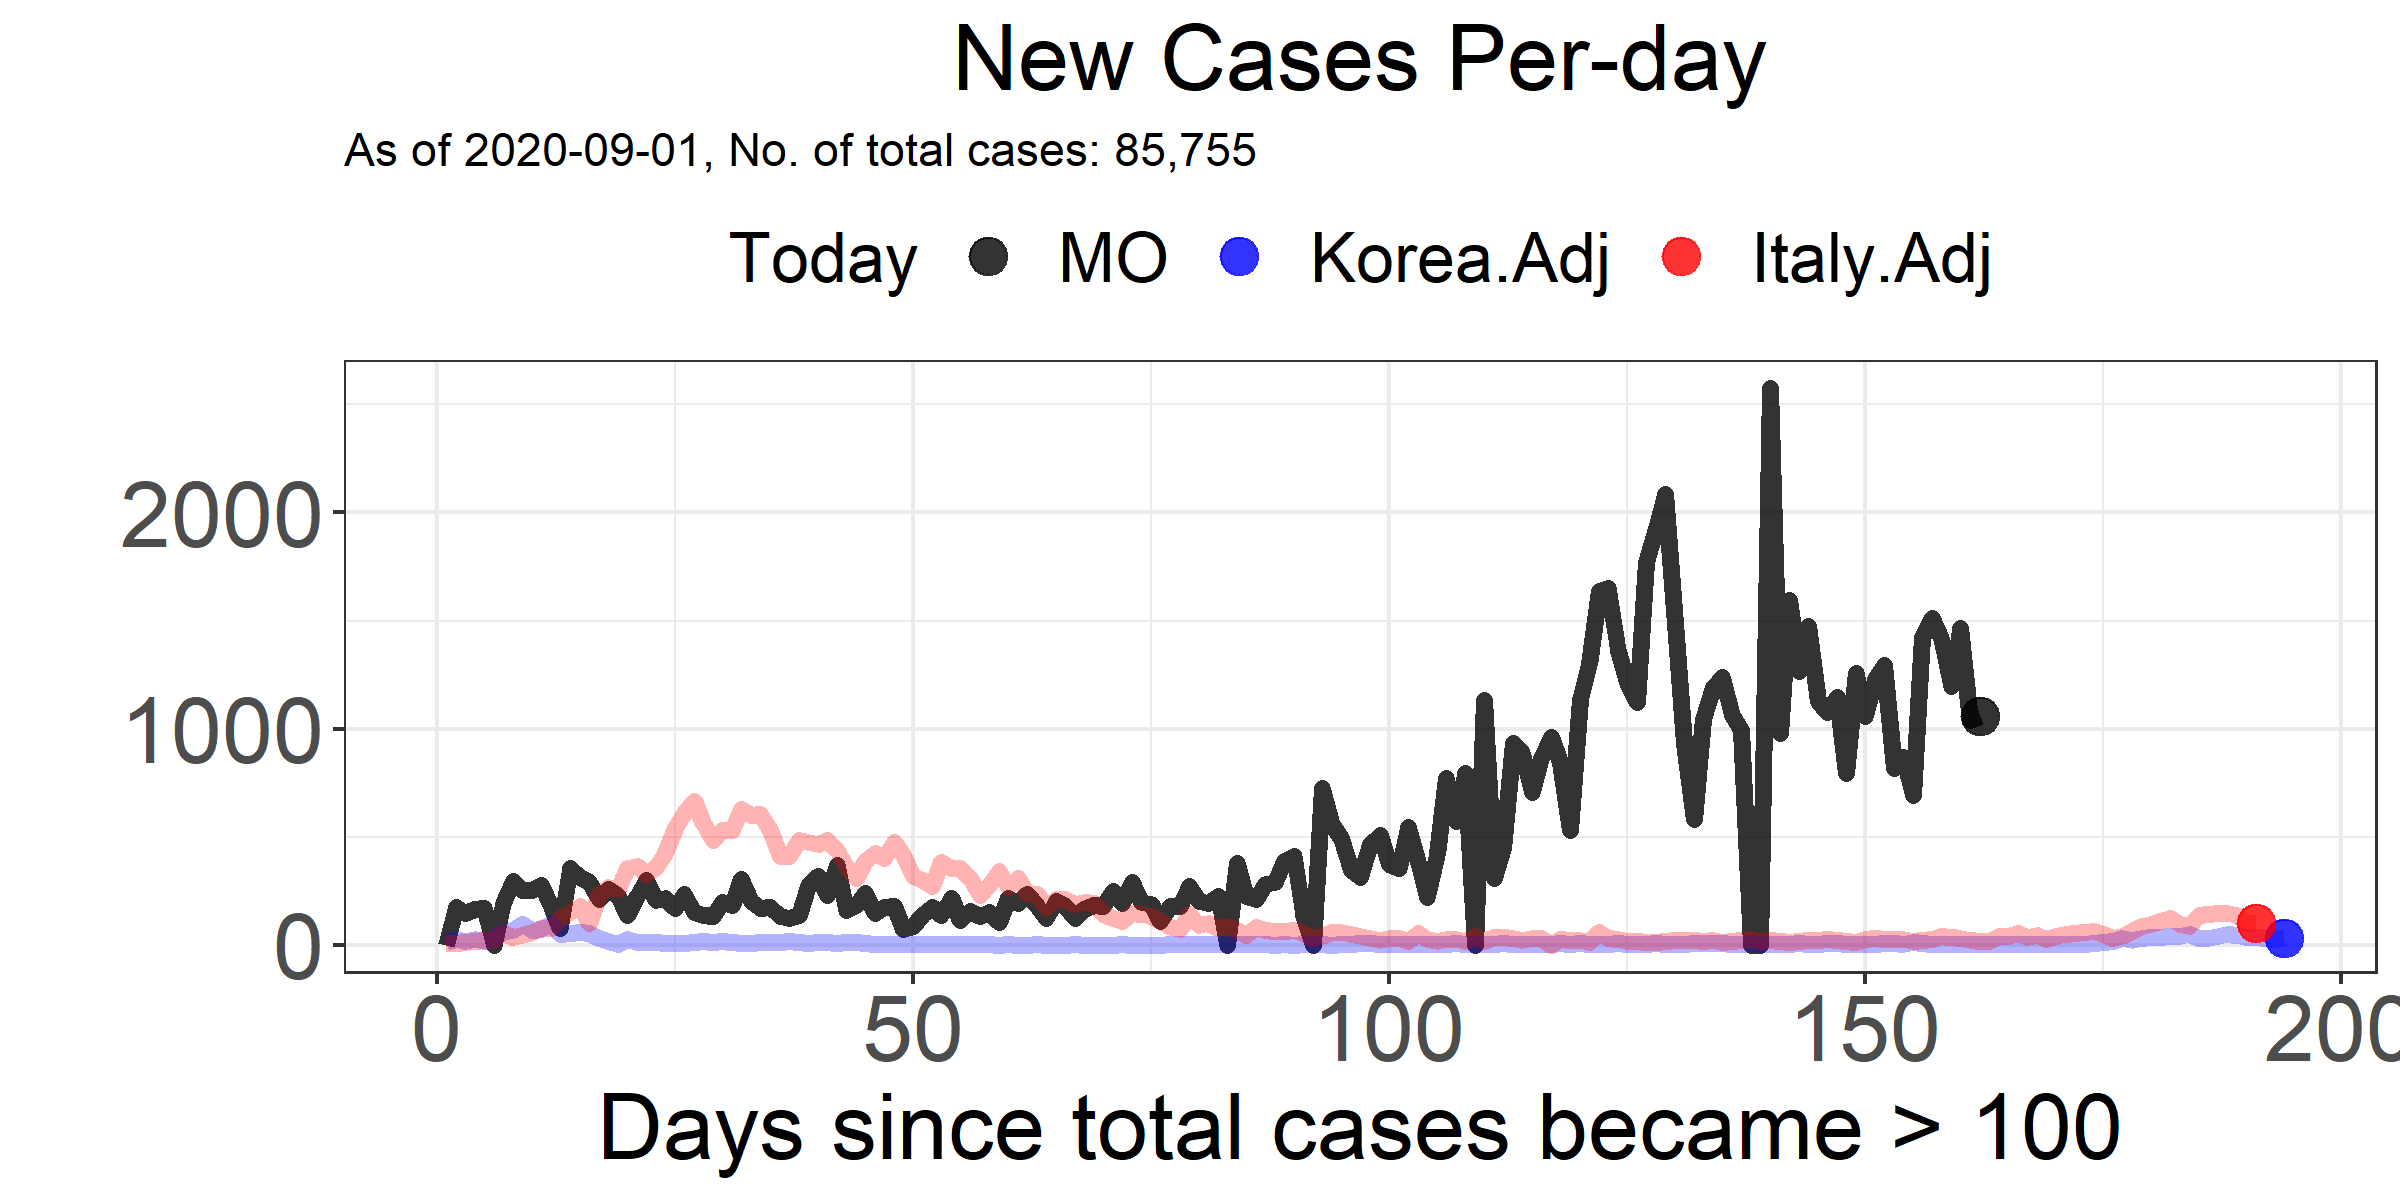 New Cases Per-day
As of 2020-09-01, No. of total cases: 85,755
Today MO Korea.Adj Italy.Adj
2000
1000
0
0 50 100 150 200
Days since total cases became > 100